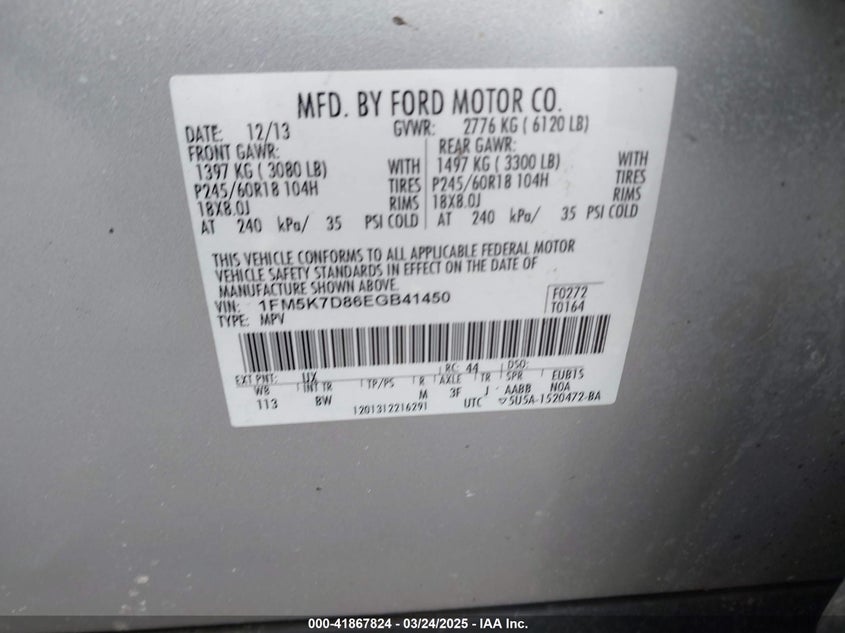 MFD. BY FORD MOTOR CO.
DATE: 12/13 GVWR: 2776 KG ( 6120 LB)
FRONT GAWR: REAR GAWR:
1397 KG ( 3080 LB) WITH 1497 KG ( 3300 LB) WITH
P245/60R18 104H TIRES P245/60R18 104H TIRES
18X8.0J RIMS 18X8.0J RIMS
AT 240 kPa/ 35 PSI COLD AT 240 kPa/ 35 PSI COLD
THIS VEHICLE CONFORMS TO ALL APPLICABLE FEDERAL MOTOR
VEHICLE SAFETY STANDARDS IN EFFECT ON THE DATE OF
MANUFACTURE SHOWN ABOVE.
VIN: 1FM5K7D86EGB41450 F0272
TYPE: MPV T0164
EXT PNT: UX RC: 44 DSO:
WB INT TR TP/PS R AXLE TR SPR EUB1S
113 BW M 3F J AABB NOA
1201312216291 UTC ▽5U5A-1520472-BA
000-41867824 | 03/24/2025 - IAA Inc.